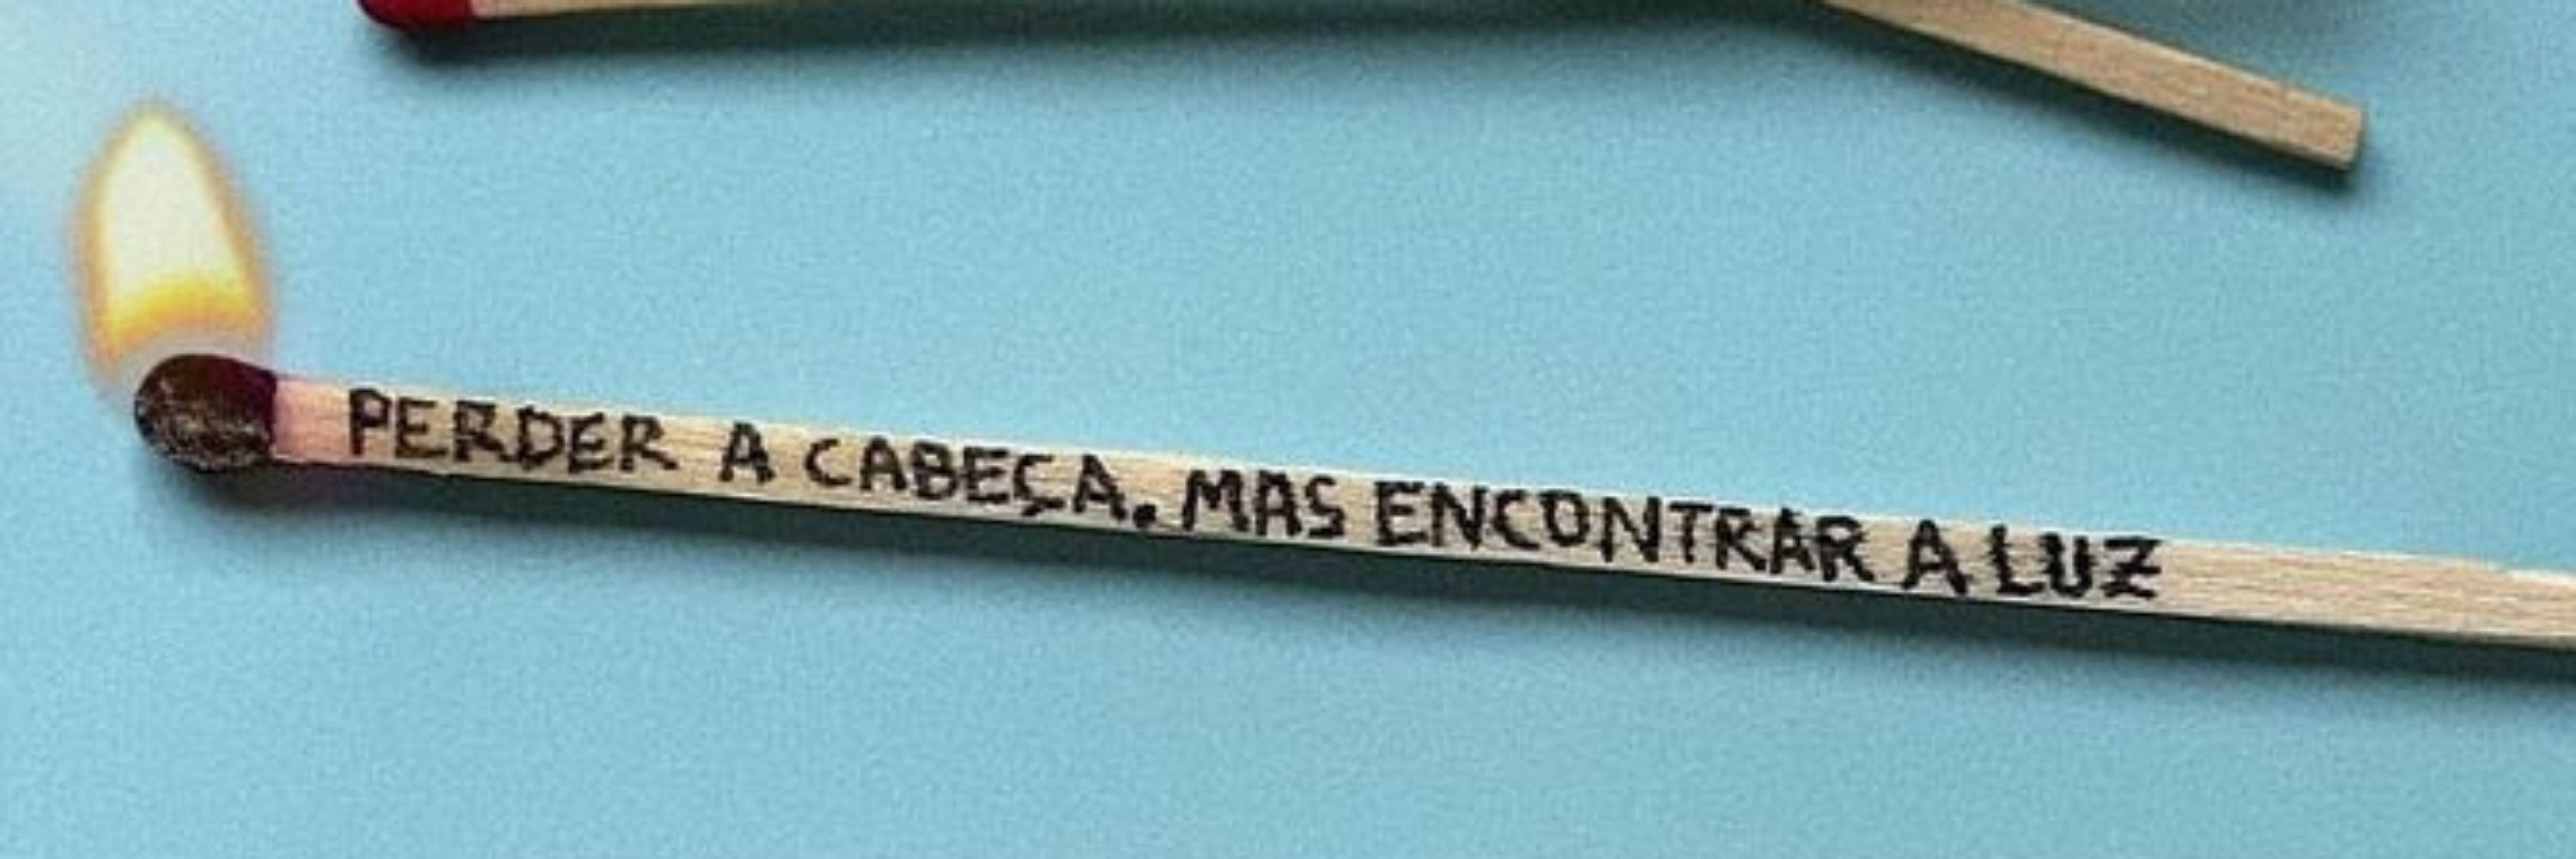 PERDER A CABEÇA. MAS ENCONTRAR A LUZ